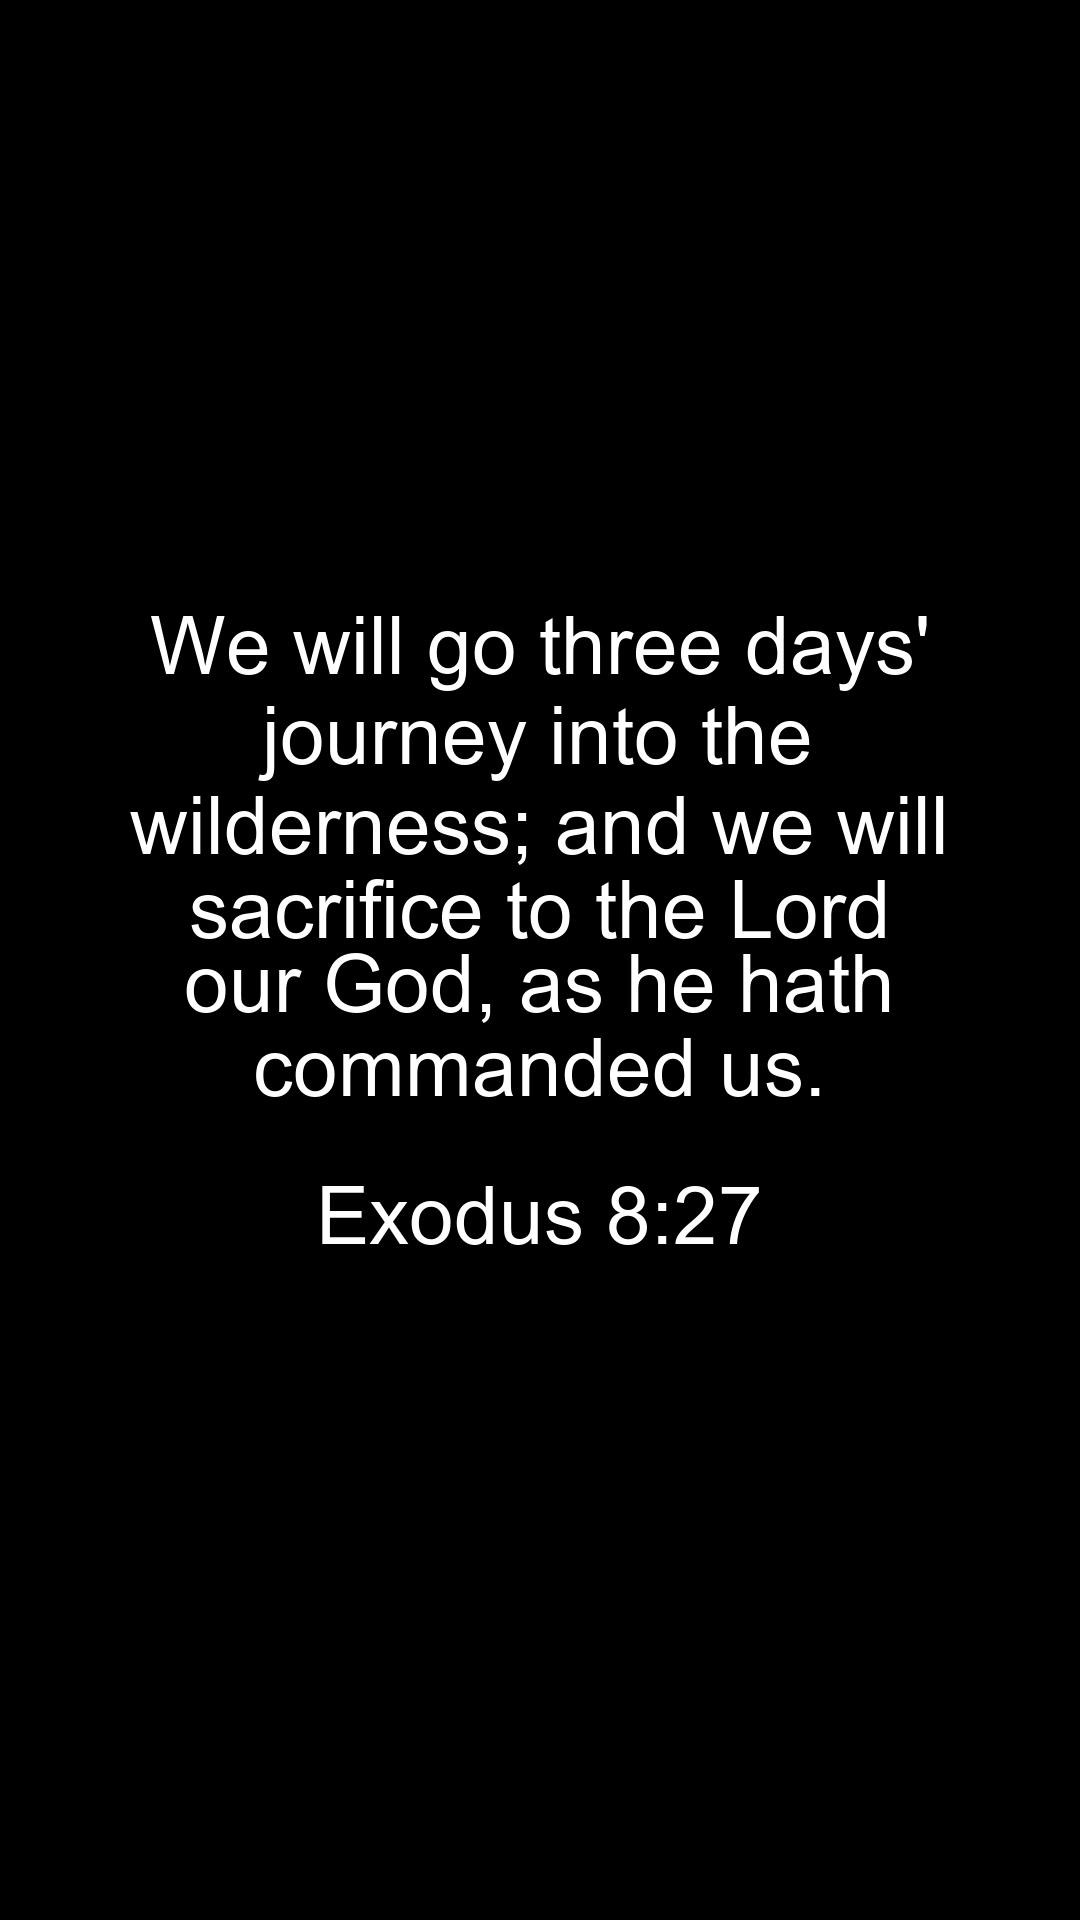 We will go three days'
journey into the
wilderness; and we will
sacrifice to the Lord
our God, as he hath
commanded us.
Exodus 8:27